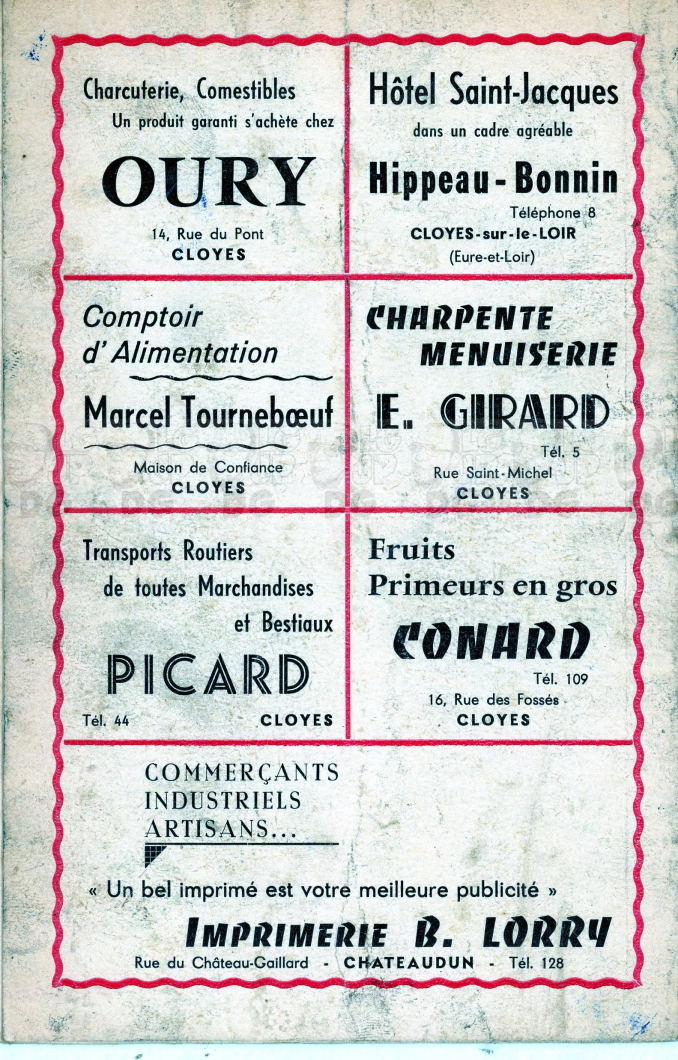 Charcuterie, Comestibles
Un produit garanti s'achète chez
OURY
14, Rue du Pont
CLOYES
Hôtel Saint-Jacques
dans un cadre agréable
Hippeau - Bonnin
Téléphone 8
CLOYES-sur-le-LOIR
(Eure-et-Loir)
Comptoir
d'Alimentation
Marcel Tournebœuf
Maison de Confiance
CLOYES
CHARPENTE
MENUISERIE
E. GIRARD
Tél. 5
Rue Saint-Michel
CLOYES
Transports Routiers
de toutes Marchandises
et Bestiaux
PICARD
Tél. 44 CLOYES
Fruits
Primeurs en gros
CONARD
Tél. 109
16, Rue des Fossés
CLOYES
COMMERÇANTS
INDUSTRIELS
ARTISANS...
« Un bel imprimé est votre meilleure publicité »
IMPRIMERIE B. LORRY
Rue du Château-Gaillard - CHATEAUDUN - Tél. 128